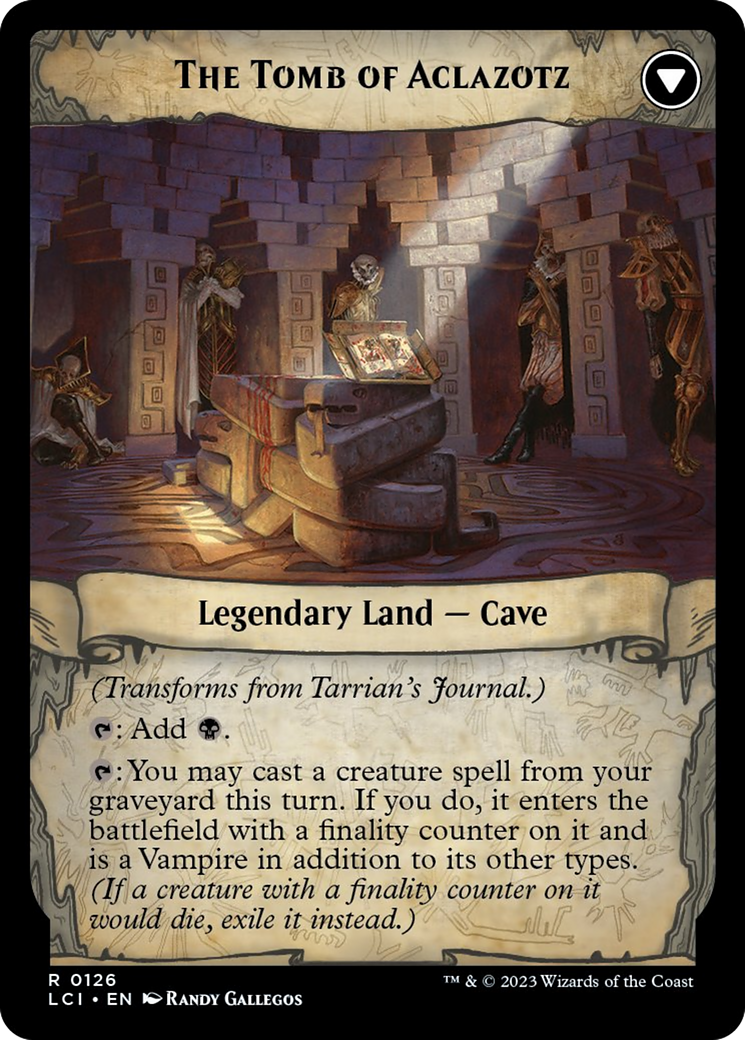 The Tomb of Aclazotz
Legendary Land — Cave
(Transforms from Tarrian's Journal.)
: Add .
: You may cast a creature spell from your
graveyard this turn. If you do, it enters the
battlefield with a finality counter on it and
is a Vampire in addition to its other types.
(If a creature with a finality counter on it
would die, exile it instead.)
R 0126
LCI • EN Randy Gallegos
™ & © 2023 Wizards of the Coast